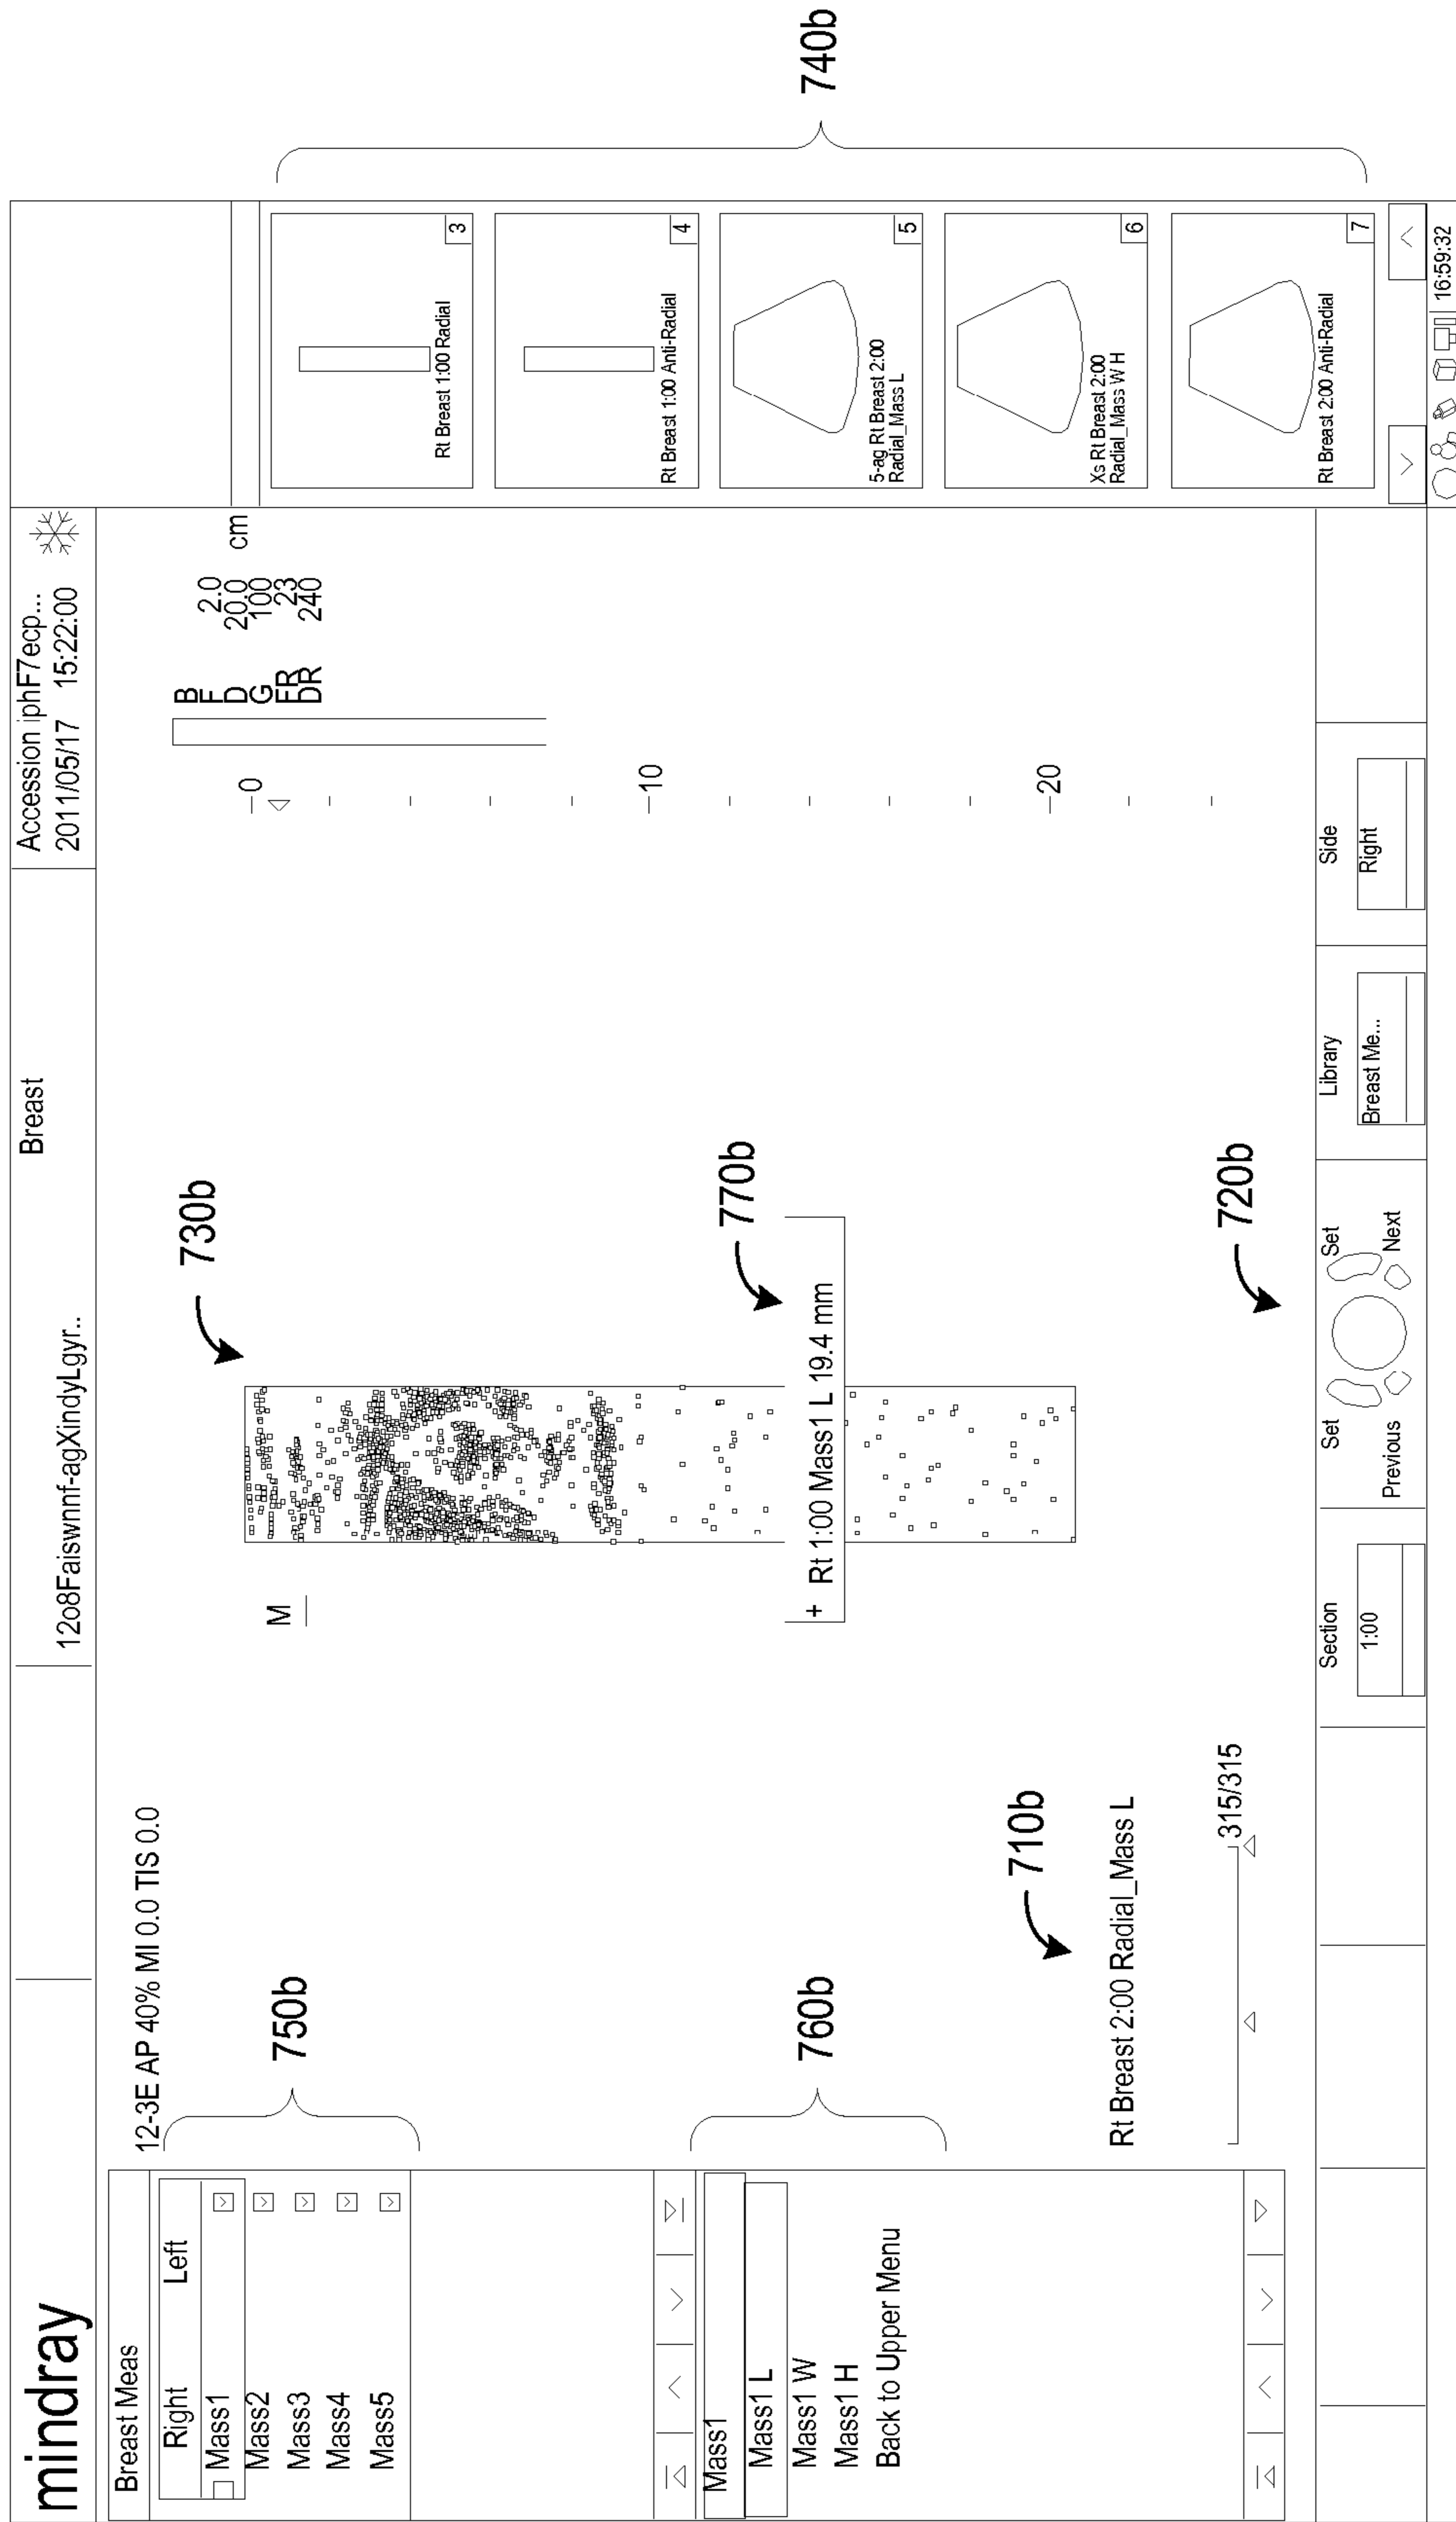 mindray
12o8Faiswnnf-agXindyLgyr..
Breast
Accession iphF7ecp...
2011/05/17 15:22:00
12-3E AP 40% MI 0.0 TIS 0.0
Breast Meas
Right Left
Mass1
Mass2
Mass3
Mass4
Mass5
750b
Mass1
Mass1 L
Mass1 W
Mass1 H
Back to Upper Menu
760b
710b
Rt Breast 2:00 Radial_Mass L
315/315
M
730b
770b
+ Rt 1:00 Mass1 L 19.4 mm
720b
0
10
20
B
F 2.0
D 20.0 cm
G 100
FR 23
DR 240
3
Rt Breast 1:00 Radial
4
Rt Breast 1:00 Anti-Radial
5
5-ag Rt Breast 2:00
Radial_Mass L
6
Xs Rt Breast 2:00
Radial_Mass W H
7
Rt Breast 2:00 Anti-Radial
740b
Section
1:00
Set Set
Previous Next
Library
Breast Me...
Side
Right
16:59:32